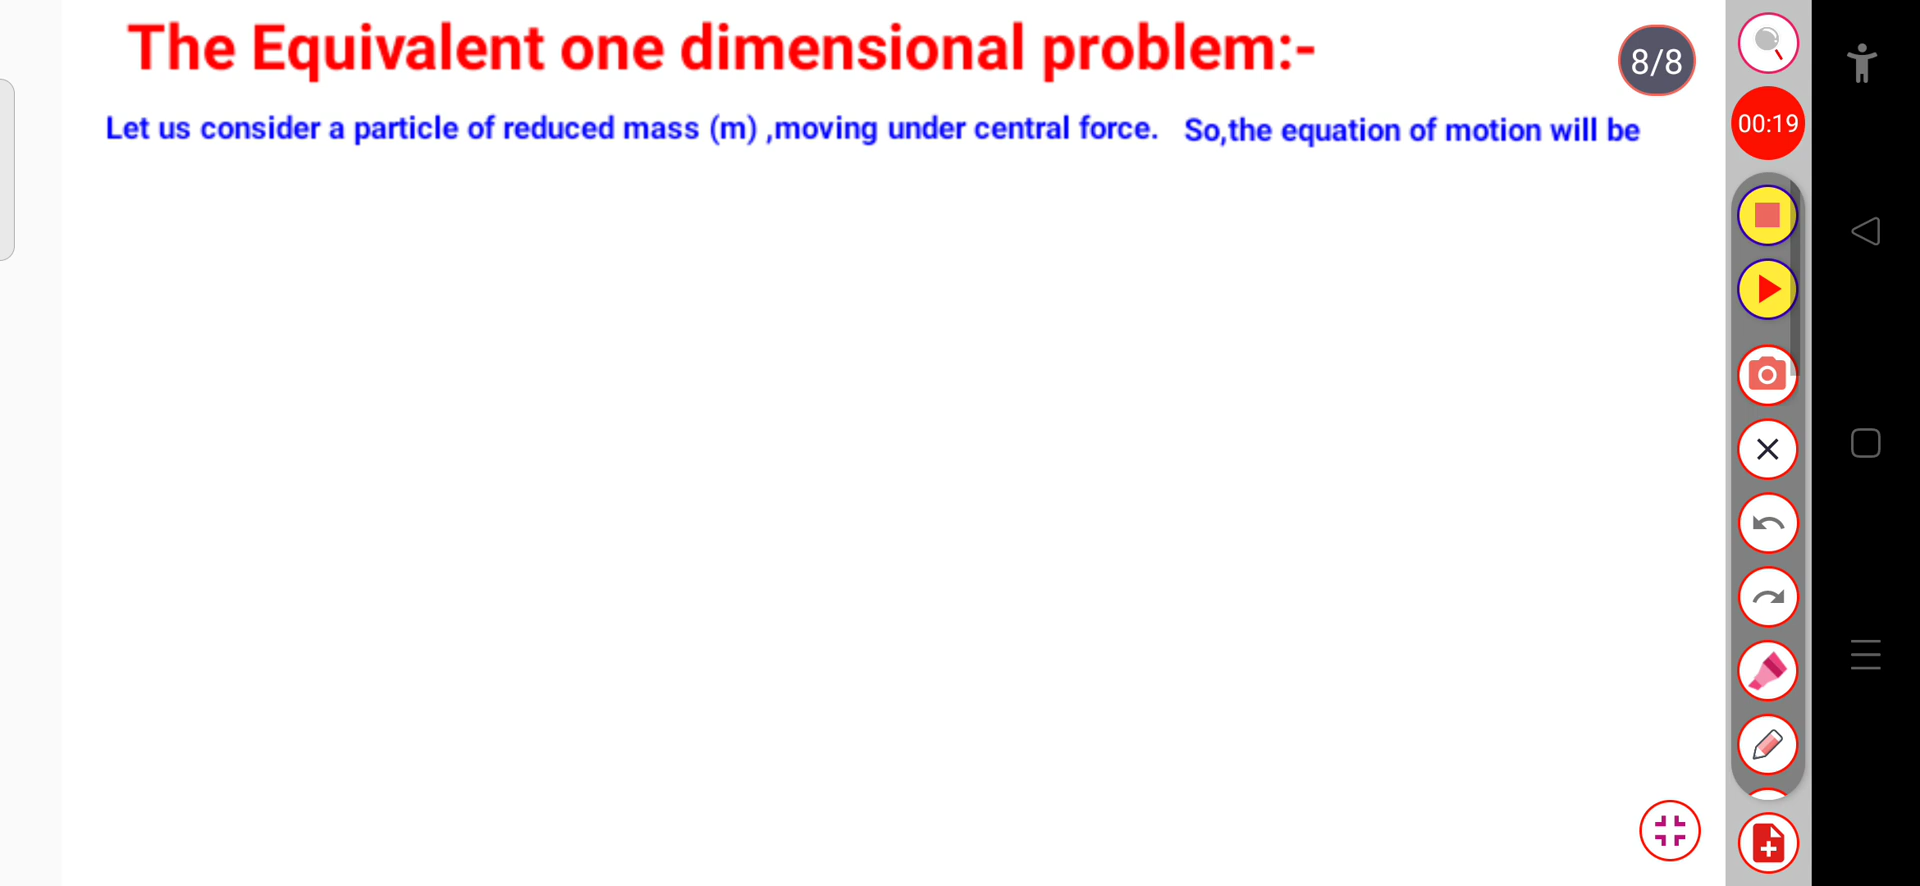 The Equivalent one dimensional problem:-
8/8
Let us consider a particle of reduced mass (m) ,moving under central force. So,the equation of motion will be
00:19